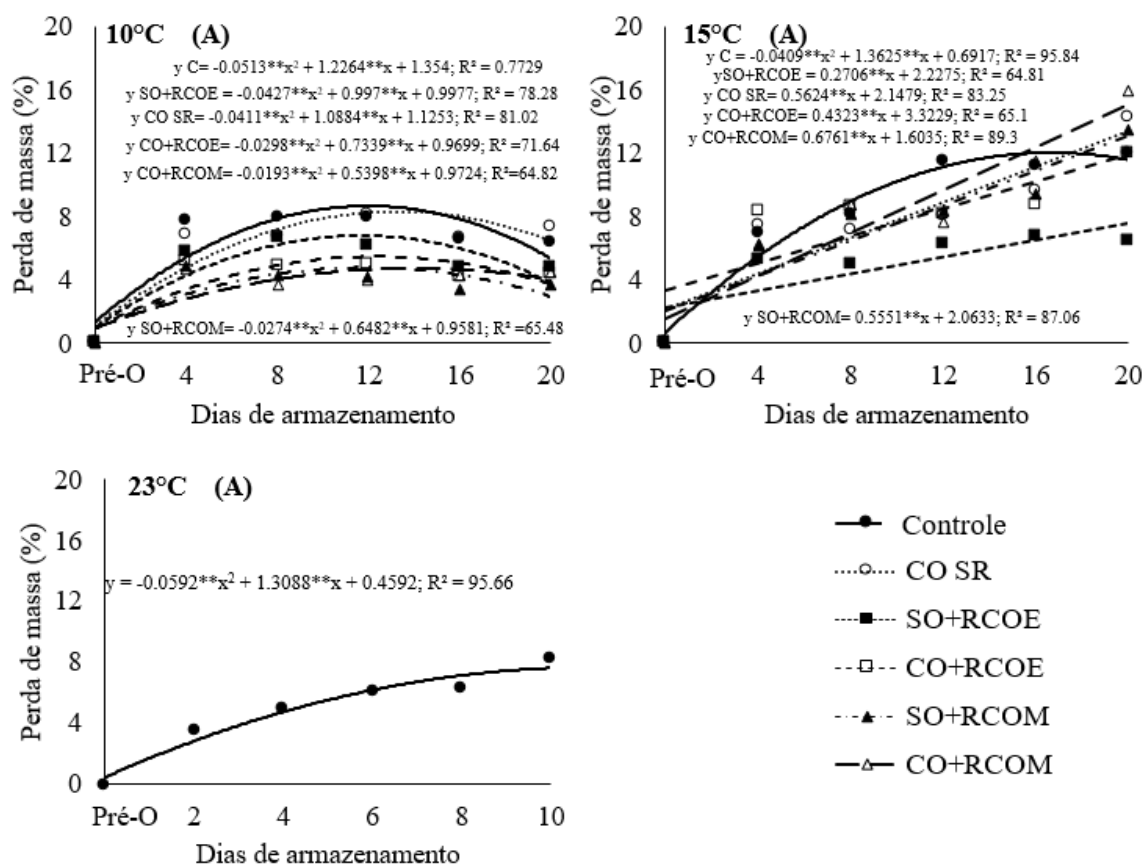 10°C (A)
20
16
12
8
4
0
Perda de massa (%)
y C= -0.0513**x² + 1.2264**x + 1.354; R² = 0.7729
y SO+RCOE= -0.0427**x² + 0.997**x + 0.9977; R² = 78.28
y CO SR= -0.0411**x² + 1.0884**x + 1.1253; R² = 81.02
y CO+RCOE= -0.0298**x² + 0.7339**x + 0.9699; R² =71.64
y CO+RCOM= -0.0193**x² + 0.5398**x + 0.9724; R² =64.82
y SO+RCOM= -0.0274**x² + 0.6482**x + 0.9581; R² =65.48
Pré-O 4 8 12 16 20
Dias de armazenamento
15°C (A)
20
16
12
8
4
0
Perda de massa (%)
y C= -0.0409**x² + 1.3625**x + 0.6917; R² = 95.84
ySO+RCOE = 0.2706**x + 2.2275; R² = 64.81
y CO SR= 0.5624**x + 2.1479; R² = 83.25
y CO+RCOE= 0.4323**x + 3.3229; R² = 65.1
y CO+RCOM= 0.6761**x + 1.6035; R² = 89.3
y SO+RCOM= 0.5551**x + 2.0633; R² = 87.06
Pré-O 4 8 12 16 20
Dias de armazenamento
23°C (A)
20
16
12
8
4
0
Perda de massa (%)
y = -0.0592**x² + 1.3088**x + 0.4592; R² = 95.66
Pré-O 2 4 6 8 10
Dias de armazenamento
Controle
CO SR
SO+RCOE
CO+RCOE
SO+RCOM
CO+RCOM